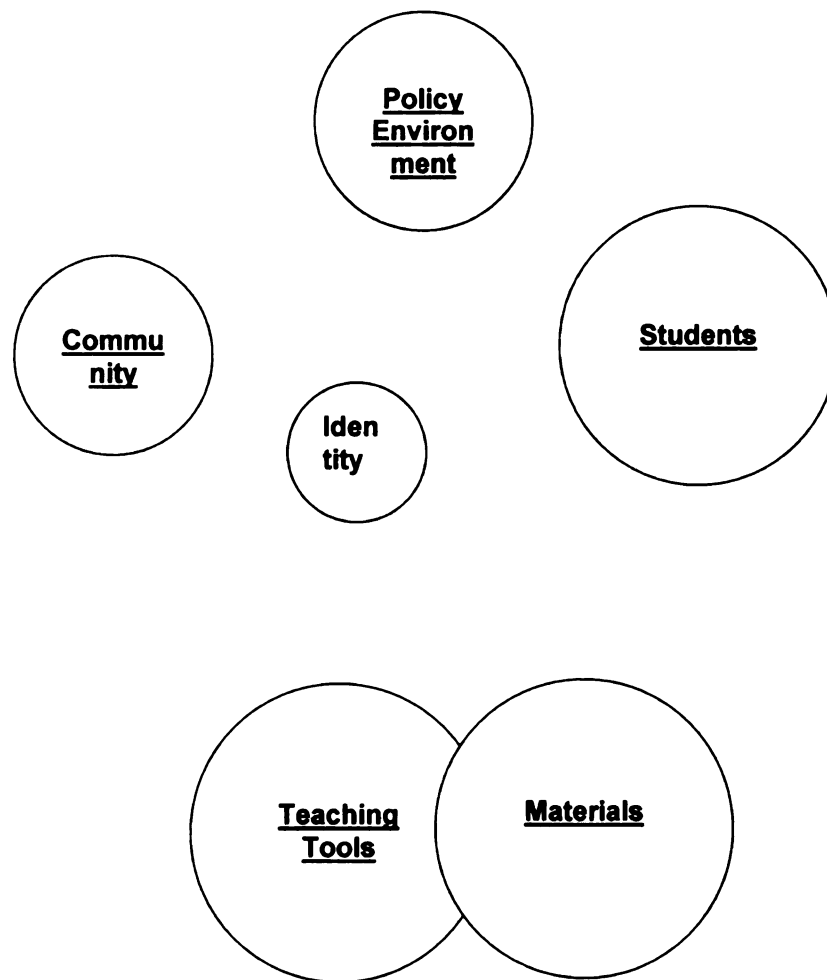 Policy
Environ
ment
Students
Commu
nity
Iden
tity
Teaching
Tools
Materials